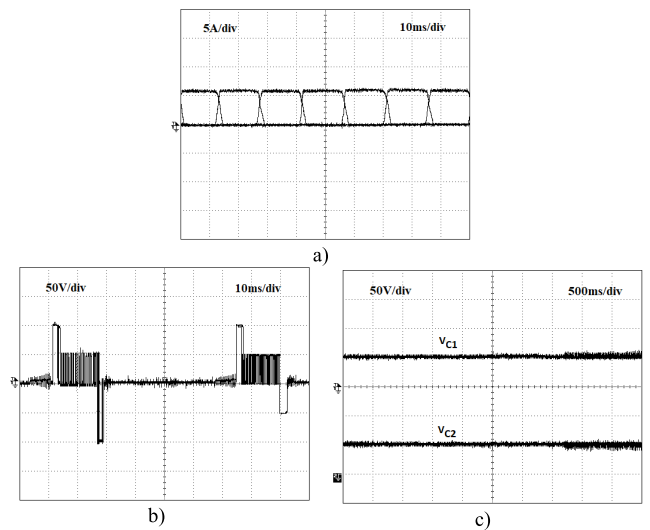 5A/div 10ms/div
a)
50V/div 10ms/div
50V/div 500ms/div
VC1
VC2
b)
c)